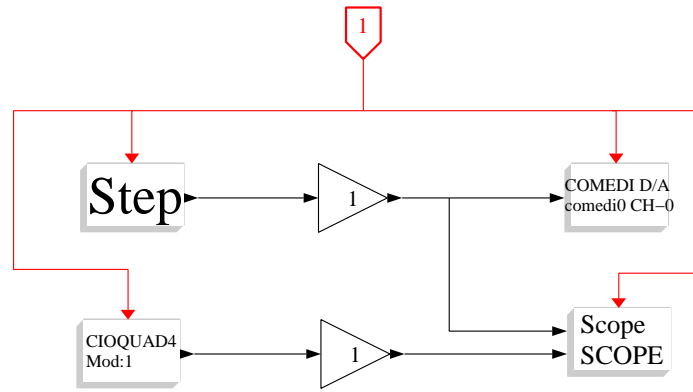 1
Step
1
COMEDI D/A
comedi0 CH−0
CIOQUAD4
Mod:1
1
Scope
SCOPE